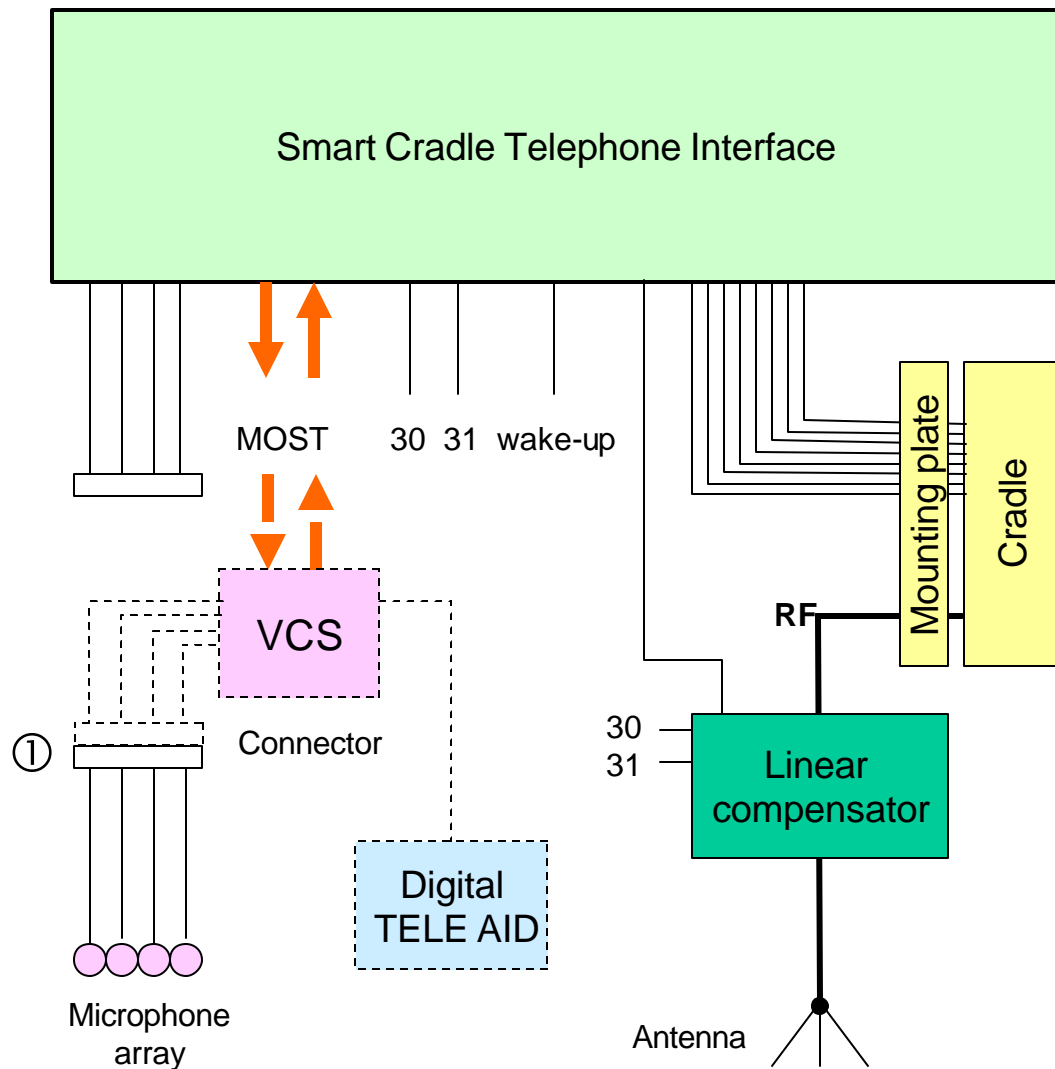 Smart Cradle Telephone Interface
MOST
30 31 wake-up
Mounting plate
Cradle
RF
VCS
①
Connector
30
31
Linear
compensator
Digital
TELE AID
Microphone
array
Antenna